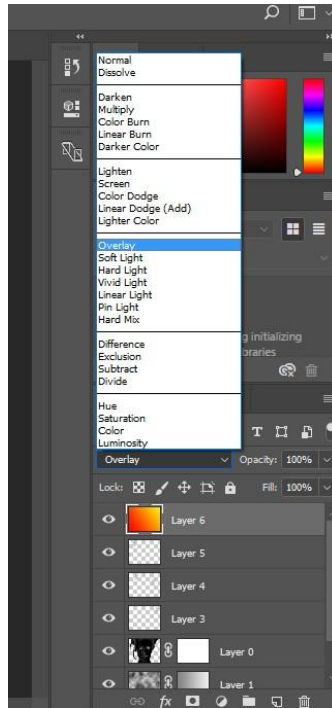 Normal
Dissolve
Darken
Multiply
Color Burn
Linear Burn
Darker Color
Lighten
Screen
Color Dodge
Linear Dodge (Add)
Lighter Color
Overlay
Soft Light
Hard Light
Vivid Light
Linear Light
Pin Light
Hard Mix
Difference
g initializing
Exclusion
braries
Subtract
Divide
Hue
Saturation
Color
Luminosity
Overlay Opacity: 100%
Lock: Fill: 100%
Layer 6
Layer 5
Layer 4
Layer 3
Layer 0
Layer 1
fx